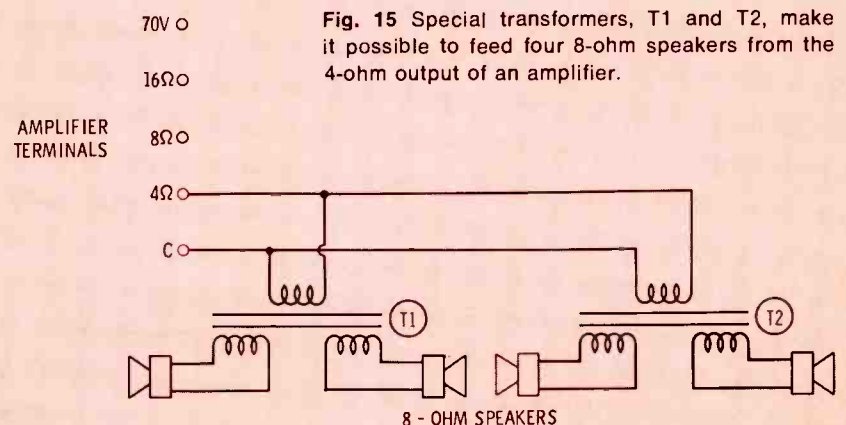 70V
Fig. 15 Special transformers, T1 and T2, make
it possible to feed four 8-ohm speakers from the
4-ohm output of an amplifier.
16Ω
AMPLIFIER
TERMINALS
8Ω
4Ω
C
T1
T2
8 - OHM SPEAKERS